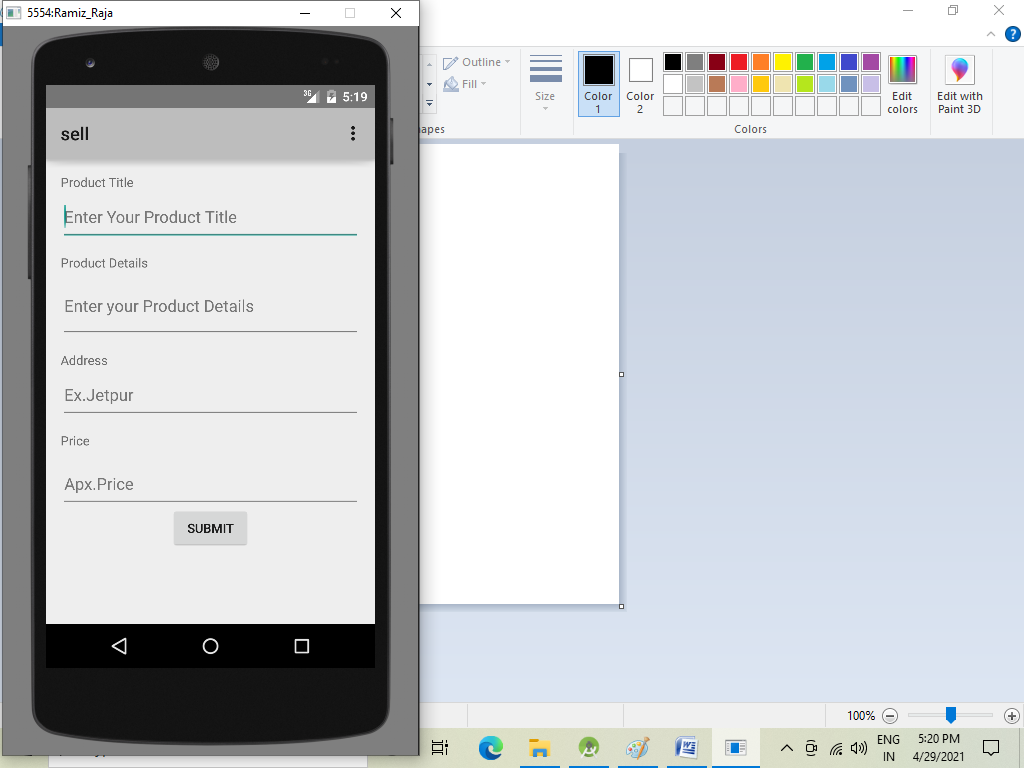 5554:Ramiz_Raja
3G 5:19
sell
Product Title
Enter Your Product Title
Product Details
Enter your Product Details
Address
Ex.Jetpur
Price
Apx.Price
SUBMIT
Outline
Fill
apes
Size
Color
1
Color
2
Edit
colors
Edit with
Paint 3D
Colors
100%
ENG
IN
5:20 PM
4/29/2021